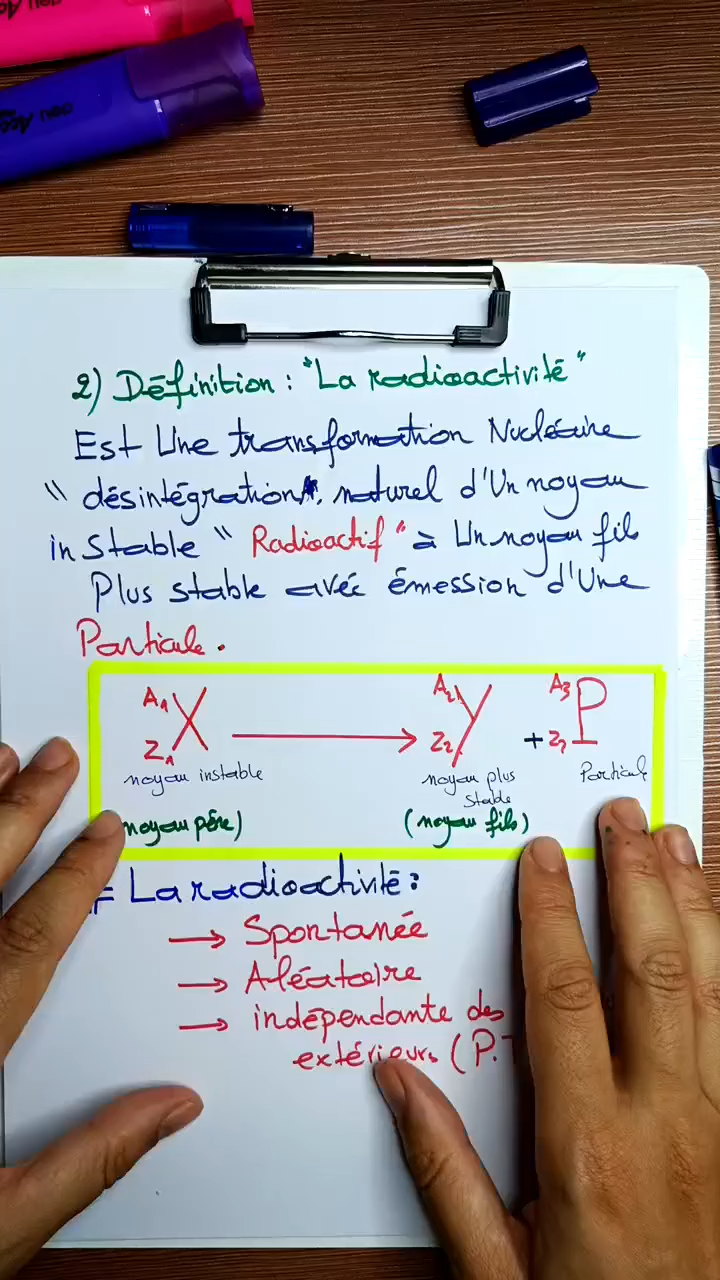 2) Définition : "La radioactivité"
Est Une transformation Nucléaire
" désintégration". naturel d'Un noyau
instable " Radioactif " à Un noyau fils
Plus stable avéc émession d'Une
Particule.
A₁ X Z₁ → A₂ Y Z₂ + A₃ P Z₃
noyau instable noyau plus stable Particul
(noyau père) (noyau fils)
La radioactivité :
→ Spontanée
→ Aléatoire
→ indépendante des
extérieurs (P.T